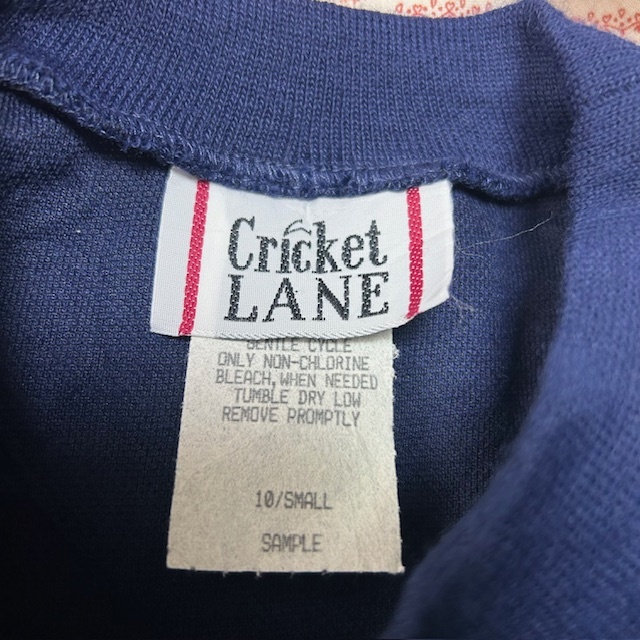 Cricket
LANE
GENTLE CYCLE
ONLY NON-CHLORINE
BLEACH, WHEN NEEDED
TUMBLE DRY LOW
REMOVE PROMPTLY
10/SMALL
SAMPLE